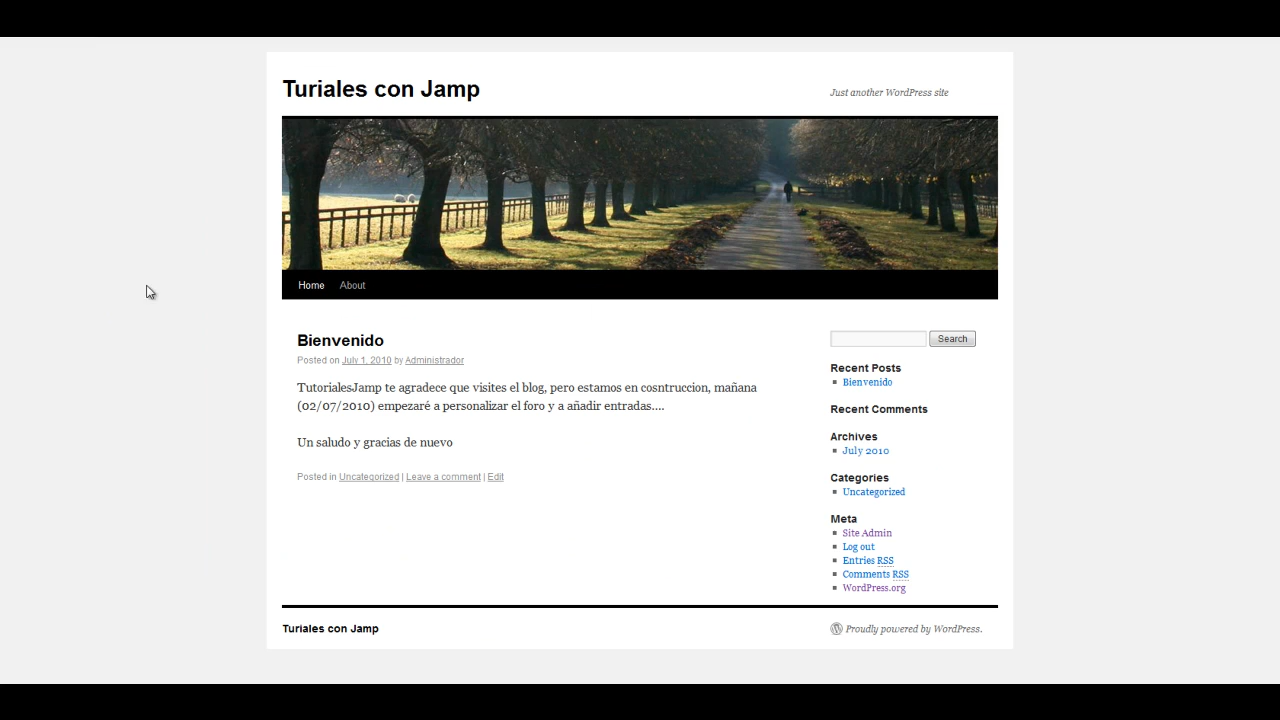 Turiales con Jamp
Just another WordPress site
Home About
Bienvenido
Posted on July 1, 2010 by Administrador
TutorialesJamp te agradece que visites el blog, pero estamos en cosntruccion, mañana
(02/07/2010) empezaré a personalizar el foro y a añadir entradas....
Un saludo y gracias de nuevo
Posted in Uncategorized | Leave a comment | Edit
Search
Recent Posts
Bienvenido
Recent Comments
Archives
July 2010
Categories
Uncategorized
Meta
Site Admin
Log out
Entries RSS
Comments RSS
WordPress.org
Turiales con Jamp
Proudly powered by WordPress.